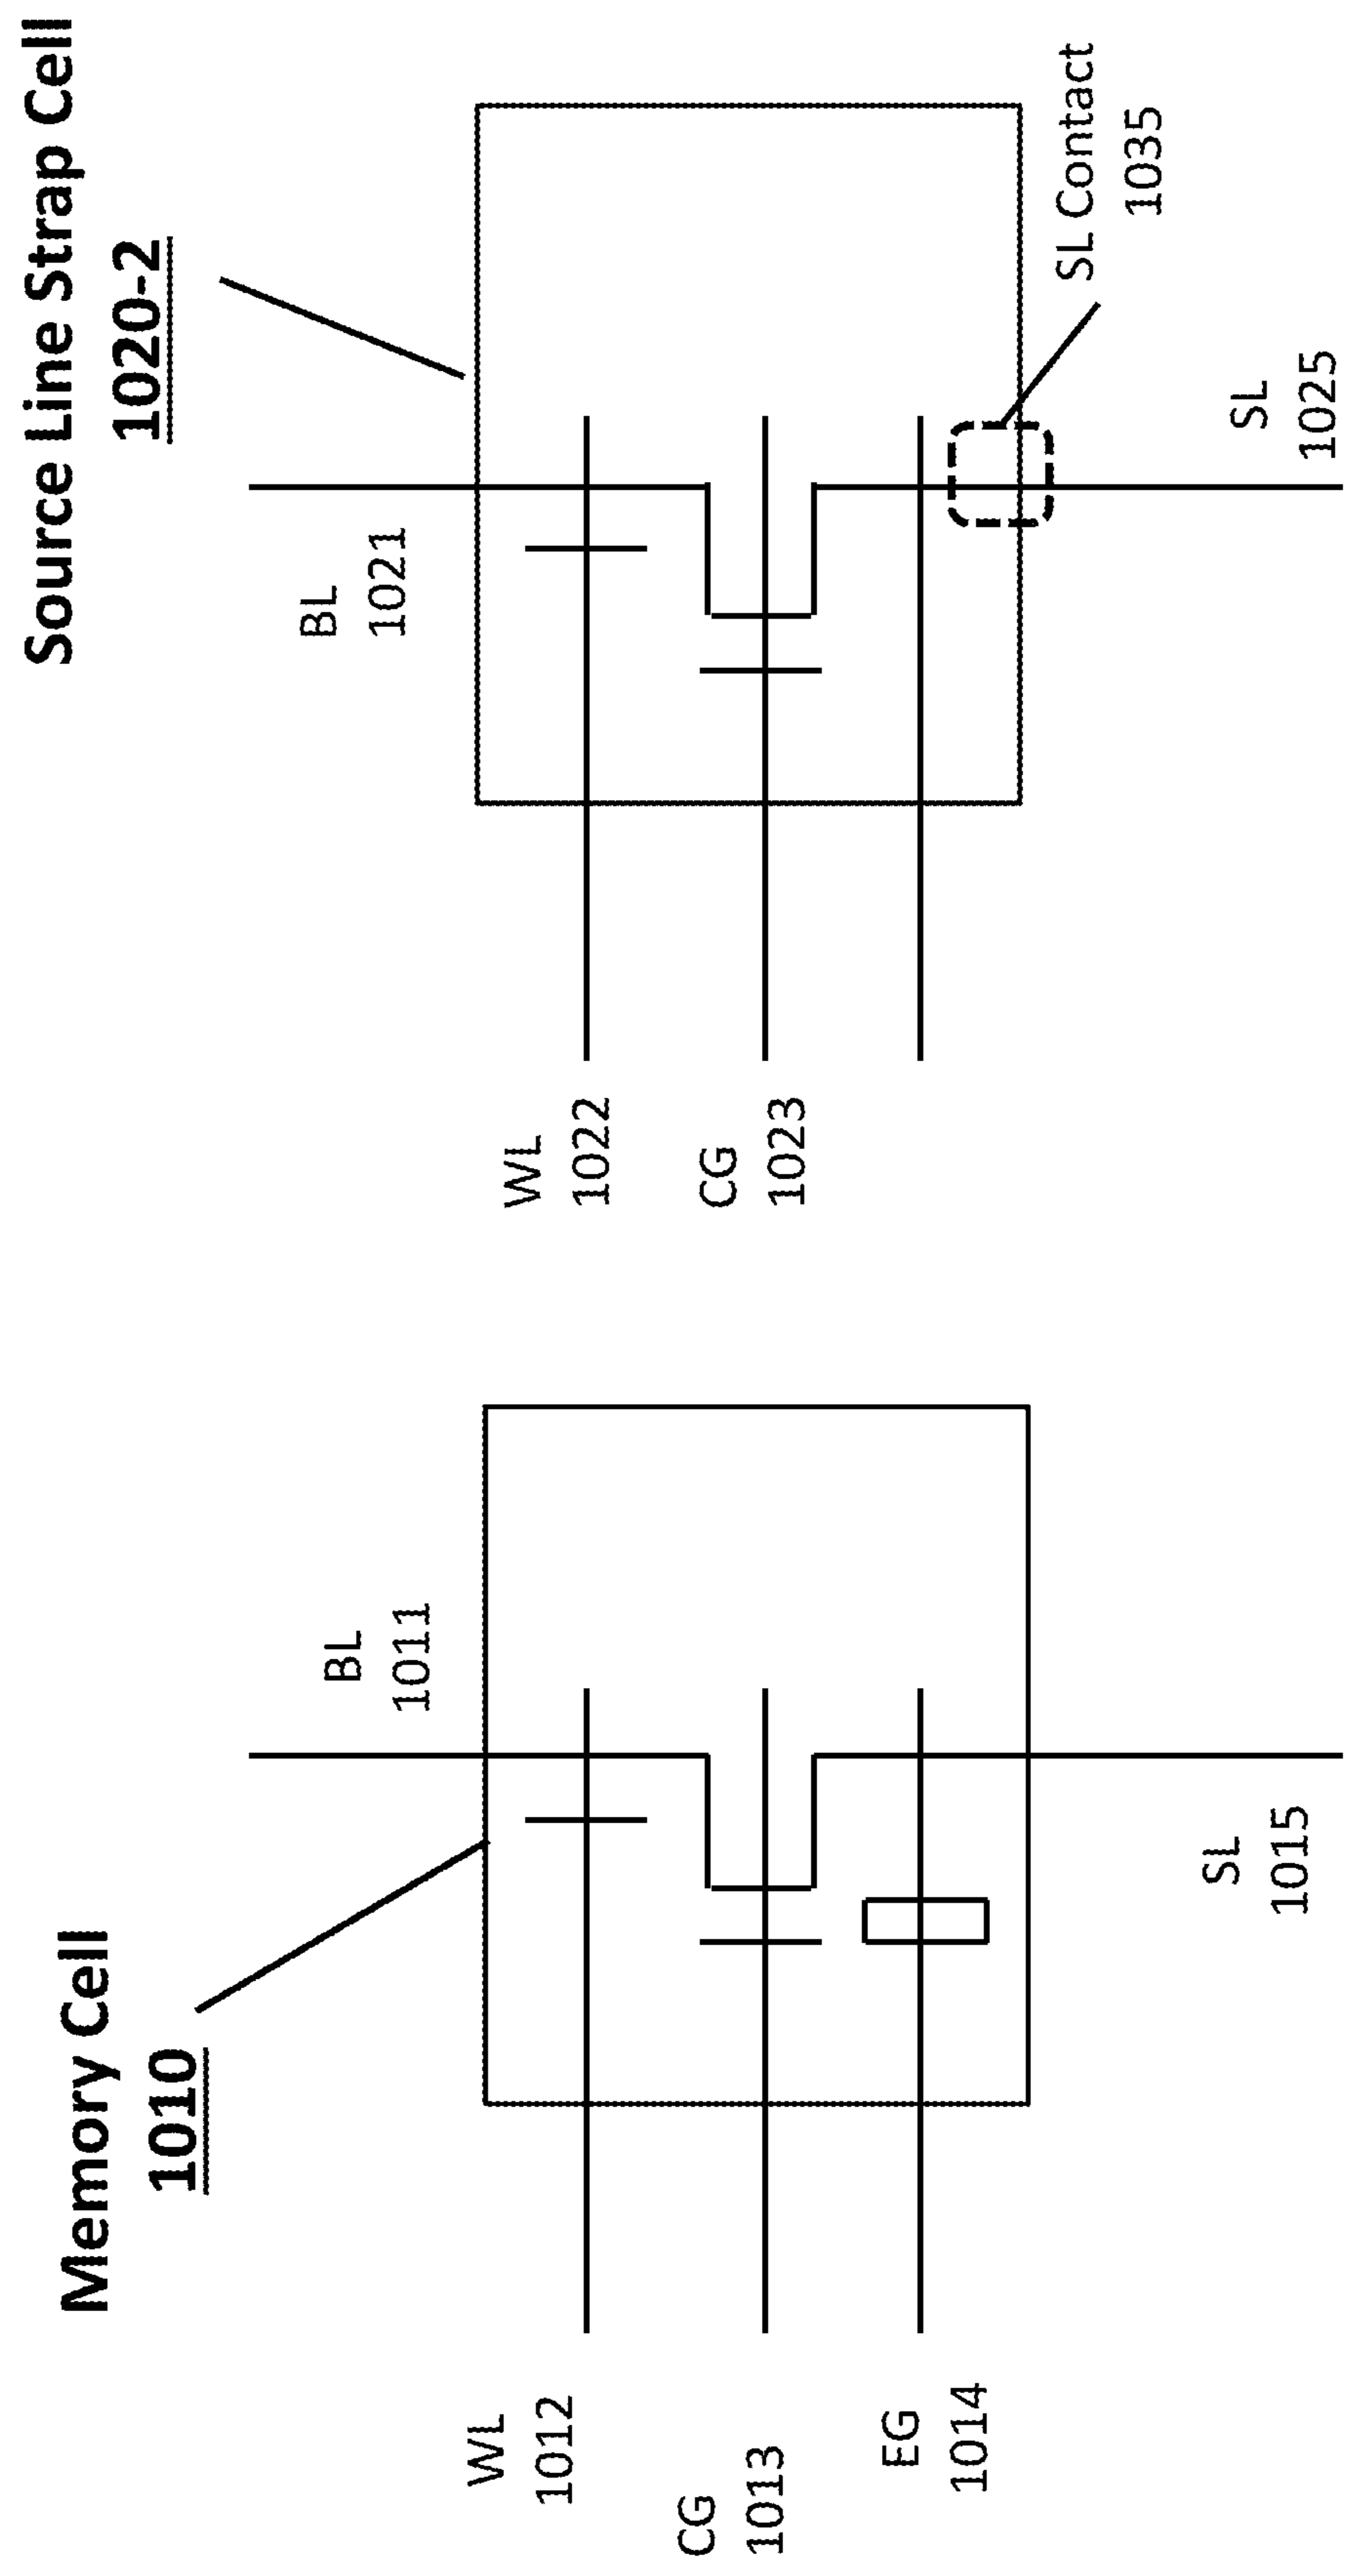 Memory Cell
1010
BL
1011
WL
1012
CG
1013
EG
1014
SL
1015
Source Line Strap Cell
1020-2
BL
1021
WL
1022
CG
1023
SL Contact
1035
SL
1025